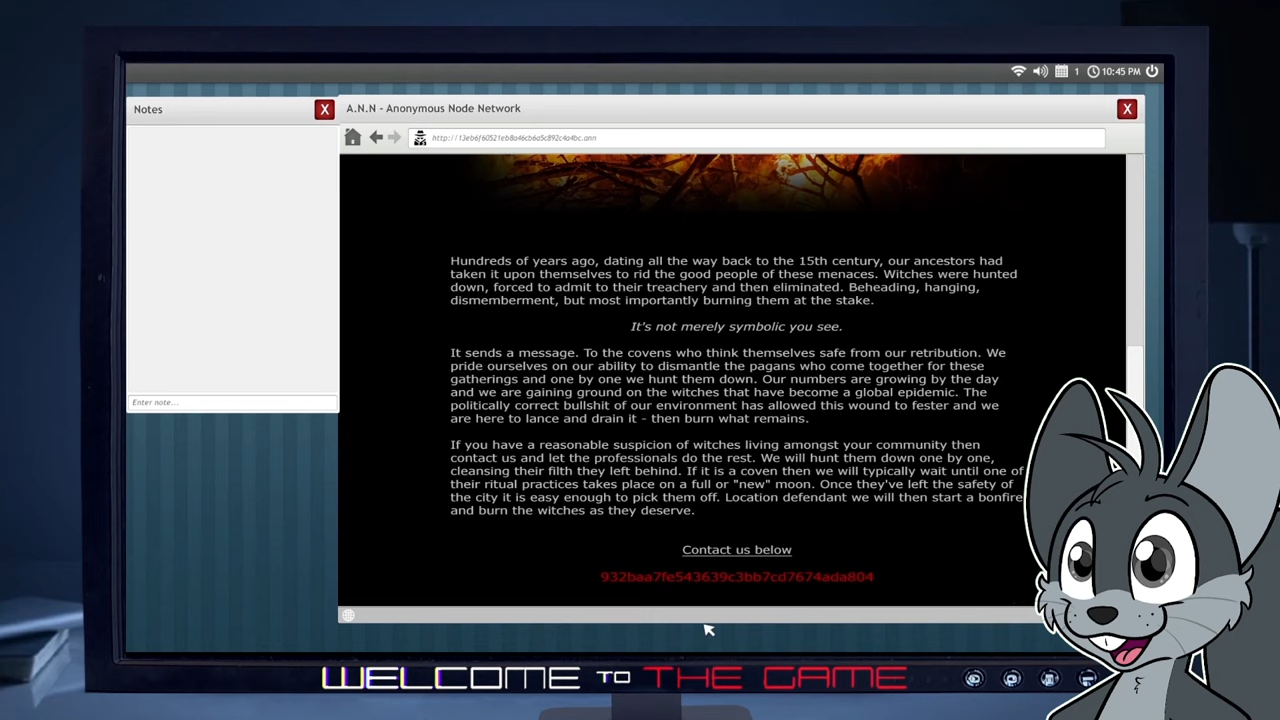 1 10:45 PM
Notes X
A.N.N - Anonymous Node Network X
http://13eb6f60521eb8a46cb6a5c892c4a4bc.ann
Hundreds of years ago, dating all the way back to the 15th century, our ancestors had
taken it upon themselves to rid the good people of these menaces. Witches were hunted
down, forced to admit to their treachery and then eliminated. Beheading, hanging,
dismemberment, but most importantly burning them at the stake.
It's not merely symbolic you see.
It sends a message. To the covens who think themselves safe from our retribution. We
pride ourselves on our ability to dismantle the pagans who come together for these
gatherings and one by one we hunt them down. Our numbers are growing by the day
and we are gaining ground on the witches that have become a global epidemic. The
politically correct bullshit of our environment has allowed this wound to fester and we
are here to lance and drain it - then burn what remains.
If you have a reasonable suspicion of witches living amongst your community then
contact us and let the professionals do the rest. We will hunt them down one by one,
cleansing their filth they left behind. If it is a coven then we will typically wait until one of
their ritual practices takes place on a full or "new" moon. Once they've left the safety of
the city it is easy enough to pick them off. Location defendant we will then start a bonfire
and burn the witches as they deserve.
Contact us below
932baa7fe543639c3bb7cd7674ada804
Enter note...
WELCOME TO THE GAME